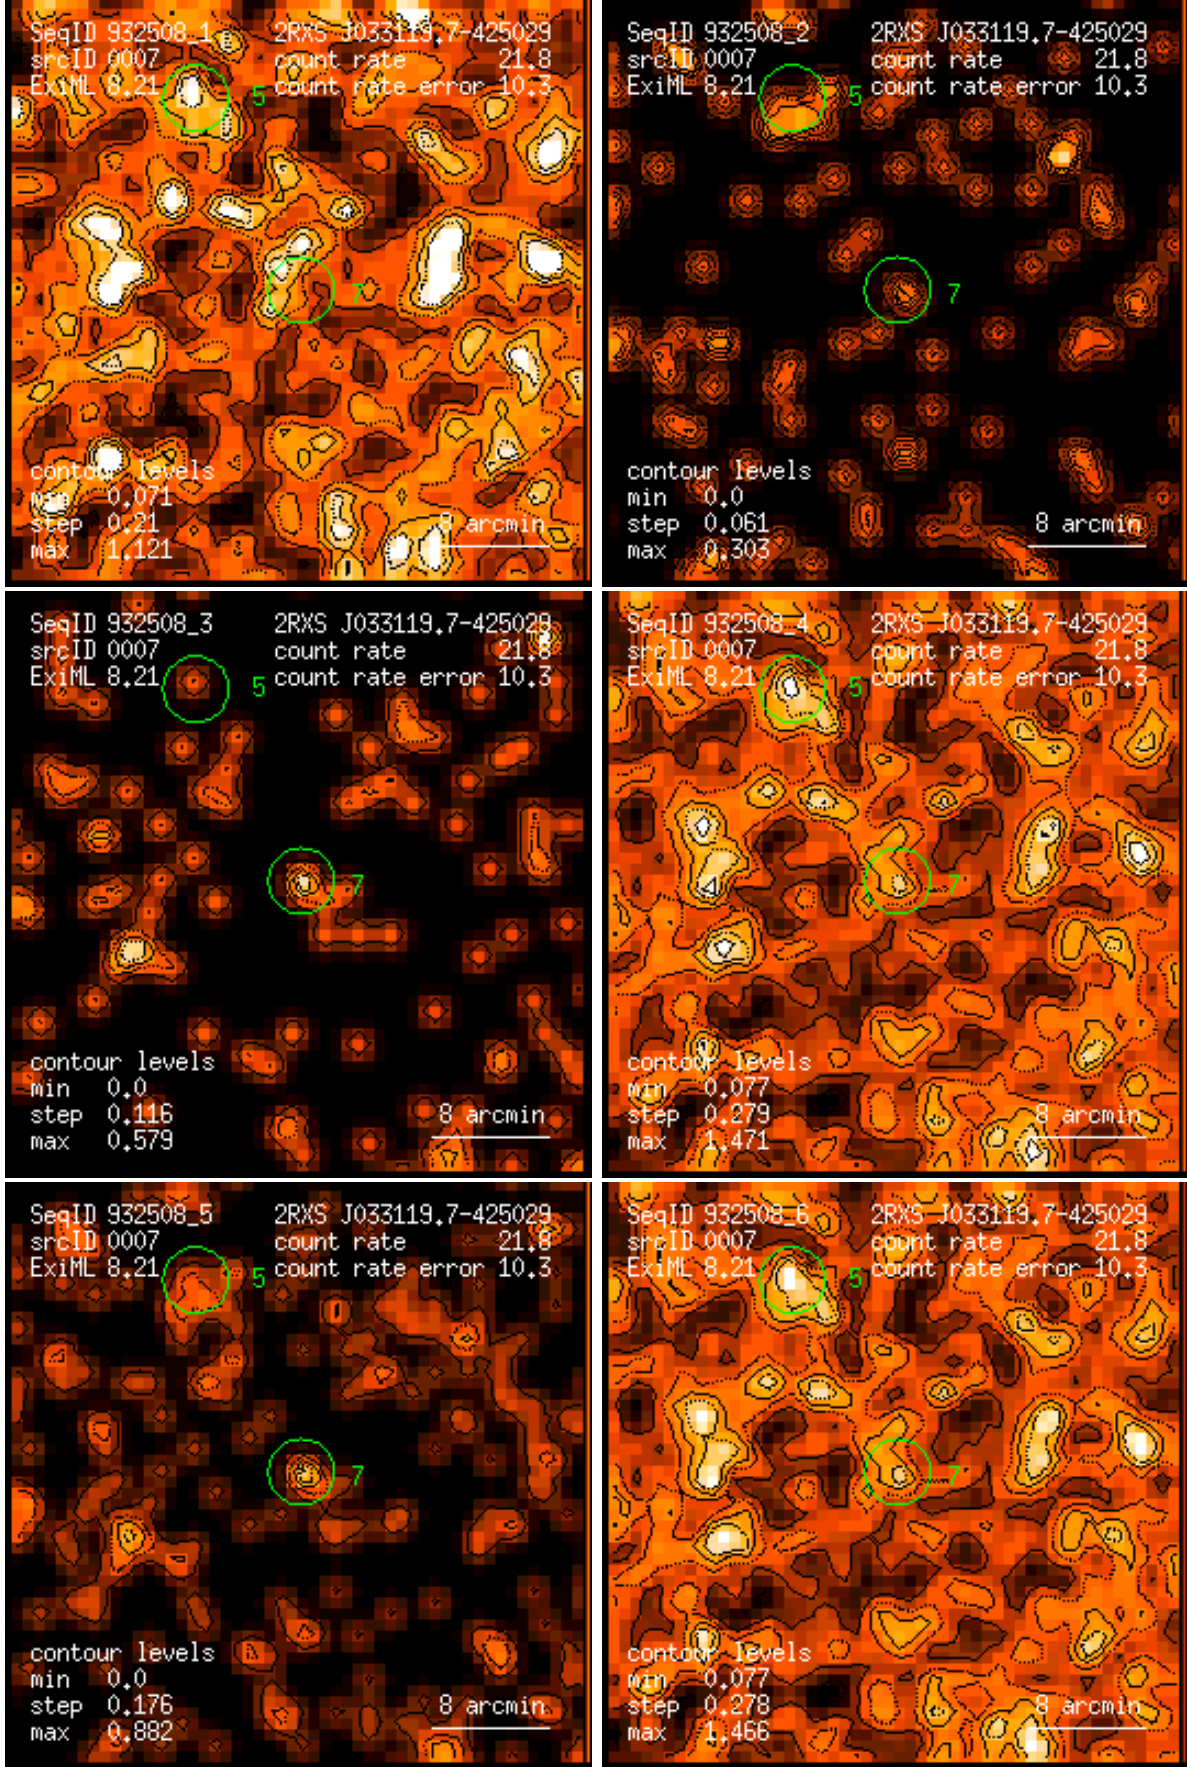 SeqID 932508_1 2RXS J033119.7-425029
srcID 0007 count rate 21.8
ExiML 8.21 5 count rate error 10.3
7
contour levels
min 0.071
step 0.21
max 1.121
8 arcmin
SeqID 932508_2 2RXS J033119.7-425029
srcID 0007 count rate 21.8
ExiML 8.21 5 count rate error 10.3
7
contour levels
min 0.0
step 0.061
max 0.303
8 arcmin
SeqID 932508_3 2RXS J033119.7-425029
srcID 0007 count rate 21.8
ExiML 8.21 5 count rate error 10.3
7
contour levels
min 0.0
step 0.116
max 0.579
8 arcmin
SeqID 932508_4 2RXS J033119.7-425029
srcID 0007 count rate 21.8
ExiML 8.21 5 count rate error 10.3
7
contour levels
min 0.077
step 0.279
max 1.471
8 arcmin
SeqID 932508_5 2RXS J033119.7-425029
srcID 0007 count rate 21.8
ExiML 8.21 5 count rate error 10.3
7
contour levels
min 0.0
step 0.176
max 0.882
8 arcmin
SeqID 932508_6 2RXS J033119.7-425029
srcID 0007 count rate 21.8
ExiML 8.21 5 count rate error 10.3
7
contour levels
min 0.077
step 0.278
max 1.466
8 arcmin